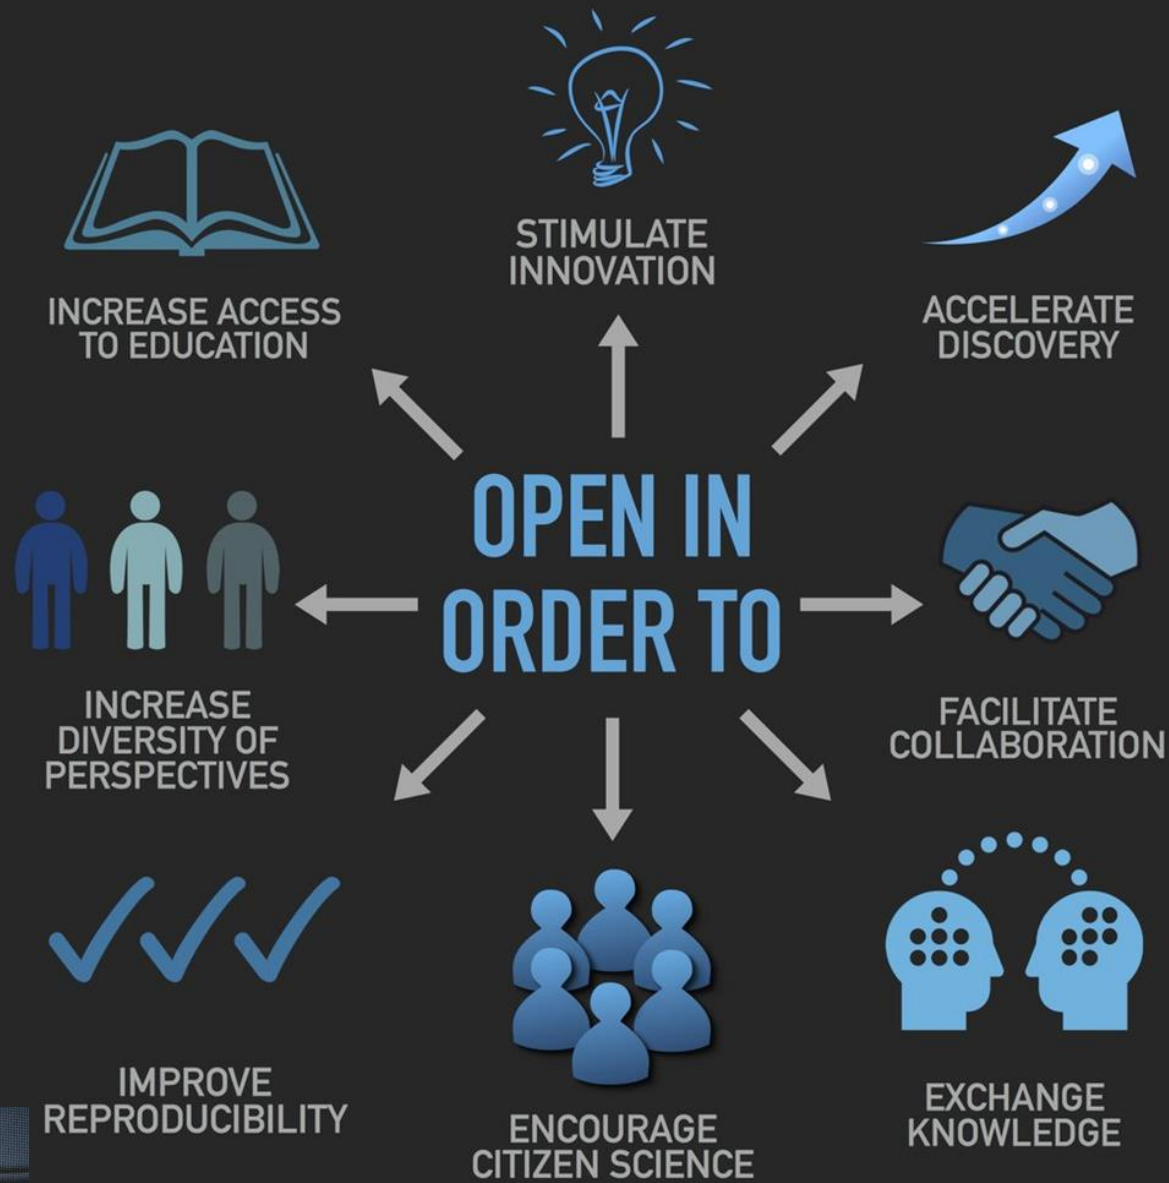 STIMULATE
INNOVATION
INCREASE ACCESS
TO EDUCATION
ACCELERATE
DISCOVERY
OPEN IN
ORDER TO
INCREASE
DIVERSITY OF
PERSPECTIVES
FACILITATE
COLLABORATION
IMPROVE
REPRODUCIBILITY
ENCOURAGE
CITIZEN SCIENCE
EXCHANGE
KNOWLEDGE